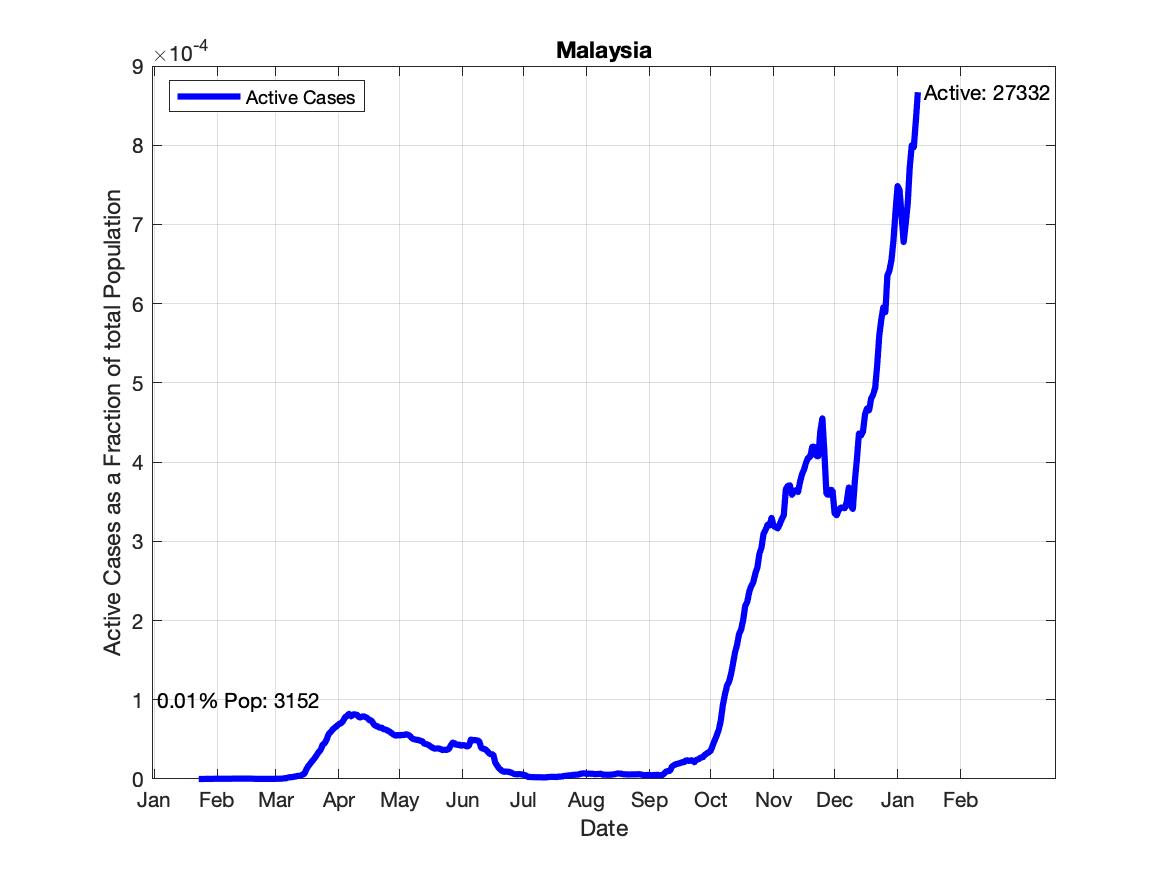 Malaysia
×10-4
9
8
7
6
5
4
3
2
1
0
Active Cases
Active: 27332
0.01% Pop: 3152
Active Cases as a Fraction of total Population
Jan Feb Mar Apr May Jun Jul Aug Sep Oct Nov Dec Jan Feb
Date